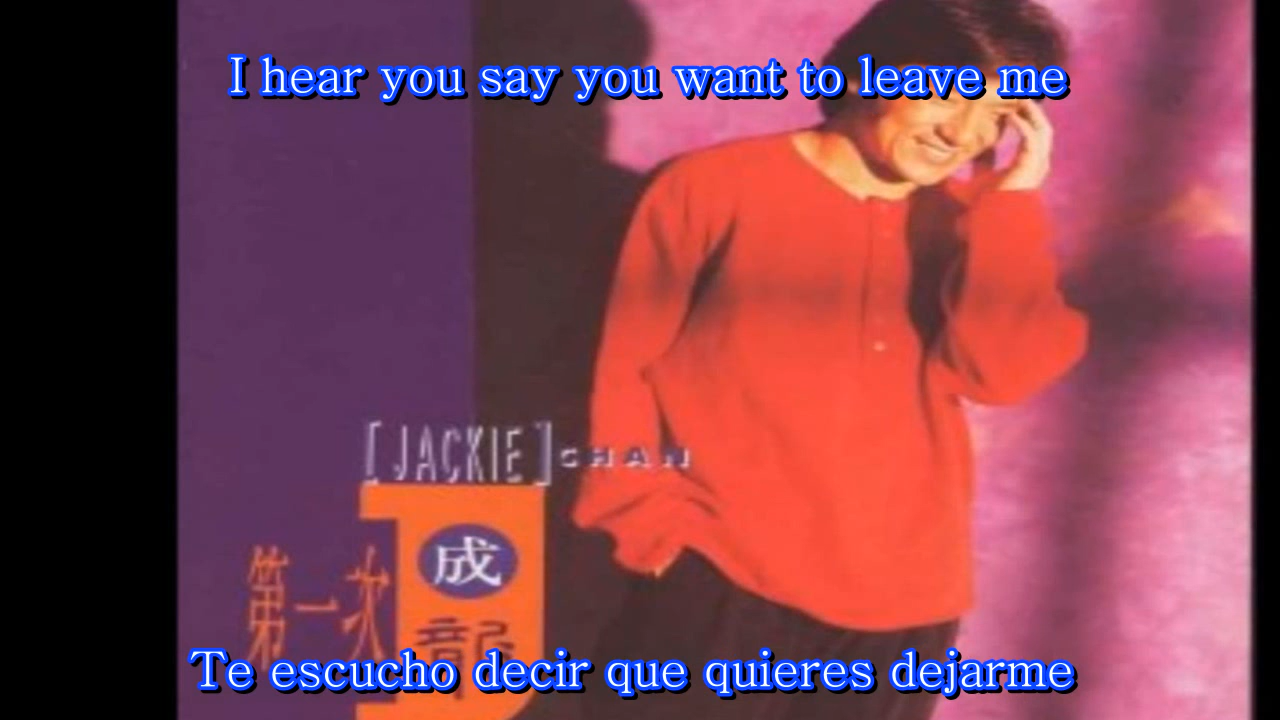 I hear you say you want to leave me
[JACKIE] CHAN
成
龍
第一次
Te escucho decir que quieres dejarme